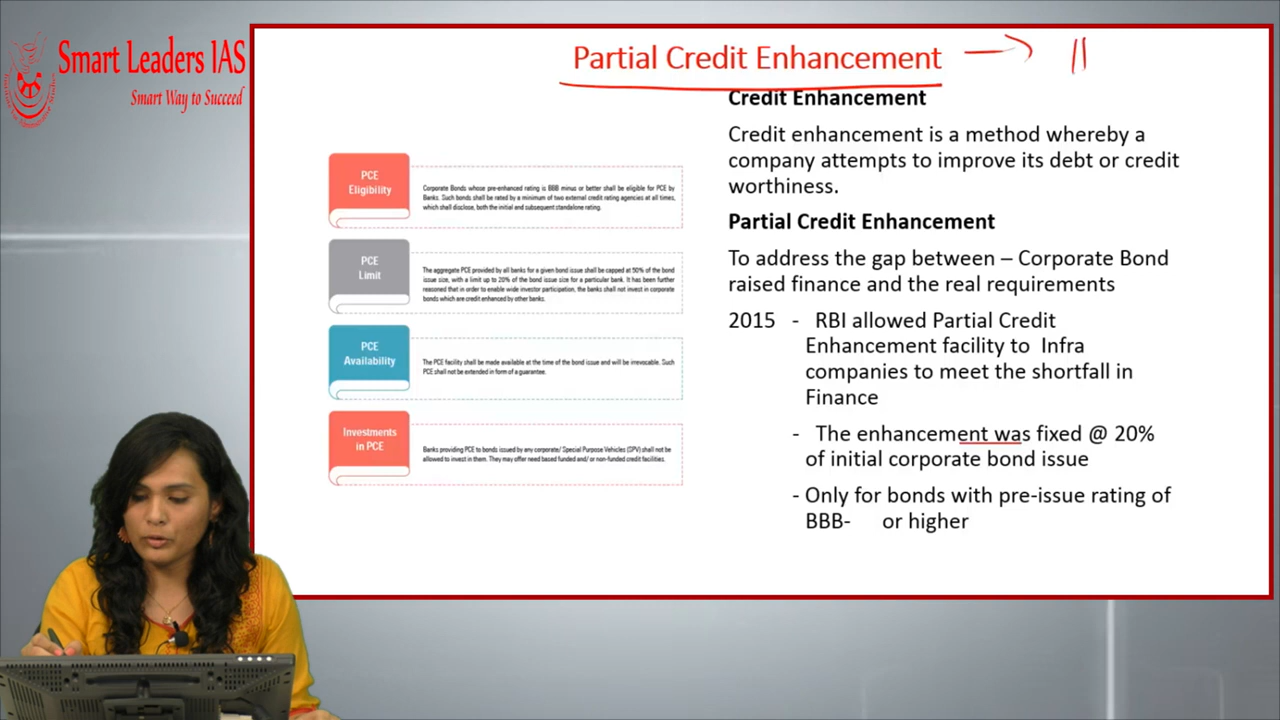 Smart Leaders IAS
Smart Way to Succeed
Partial Credit Enhancement
PCE
Eligibility
Corporate Bonds whose pre-enhanced rating is BBB minus or better shall be eligible for PCE by
Banks. Such bonds shall be rated by a minimum of two external credit rating agencies at all times,
which shall disclose, both the initial and subsequent standalone rating.
PCE
Limit
The aggregate PCE provided by all banks for a given bond issue shall be capped at 50% of the bond
issue size, with a limit up to 20% of the bond issue size for a particular bank. It has been further
reasoned that in order to enable wide investor participation, the banks shall not invest in corporate
bonds which are credit enhanced by other banks.
PCE
Availability
The PCE facility shall be made available at the time of the bond issue and will be irrevocable. Such
PCE shall not be extended in form of a guarantee.
Investments
in PCE
Banks providing PCE to bonds issued by any corporate/ Special Purpose Vehicles (SPV) shall not be
allowed to invest in them. They may offer need based funded and/ or non-funded credit facilities.
Credit Enhancement
Credit enhancement is a method whereby a
company attempts to improve its debt or credit
worthiness.
Partial Credit Enhancement
To address the gap between – Corporate Bond
raised finance and the real requirements
2015 - RBI allowed Partial Credit
Enhancement facility to Infra
companies to meet the shortfall in
Finance
- The enhancement was fixed @ 20%
of initial corporate bond issue
- Only for bonds with pre-issue rating of
BBB- or higher